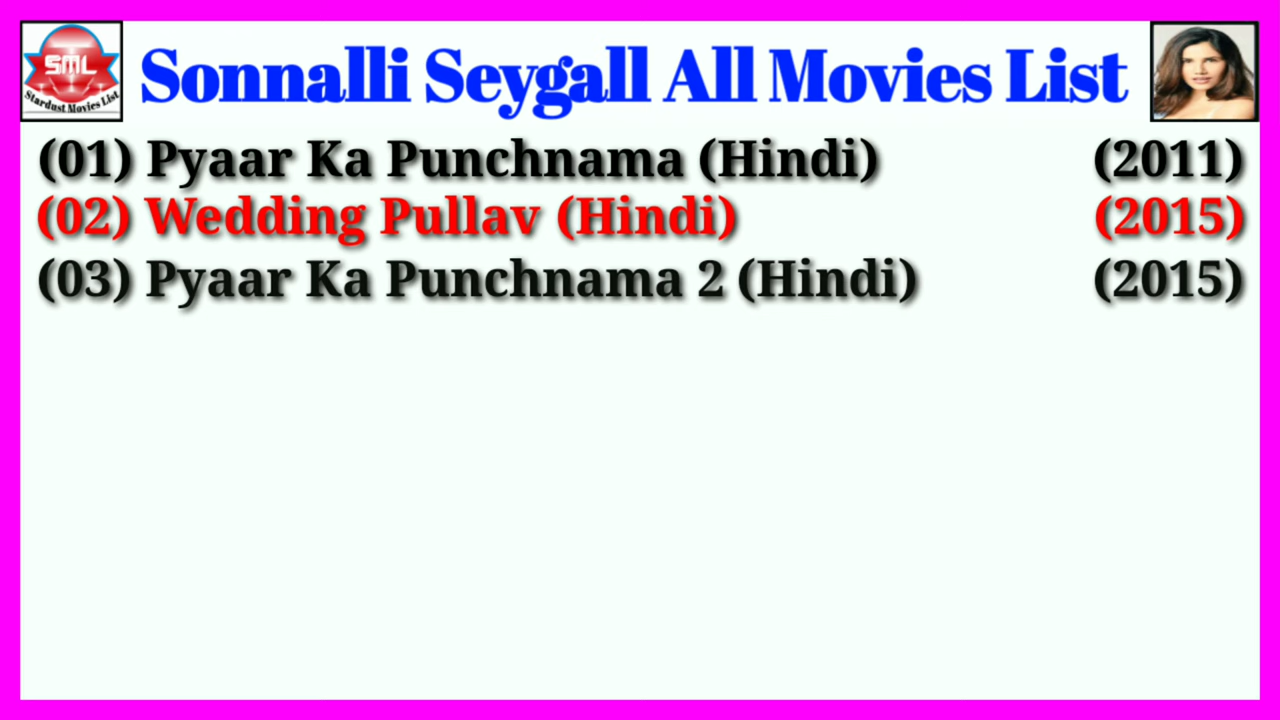 SML
Stardust Movies List
Sonnalli Seygall All Movies List
(01) Pyaar Ka Punchnama (Hindi) (2011)
(02) Wedding Pullav (Hindi) (2015)
(03) Pyaar Ka Punchnama 2 (Hindi) (2015)